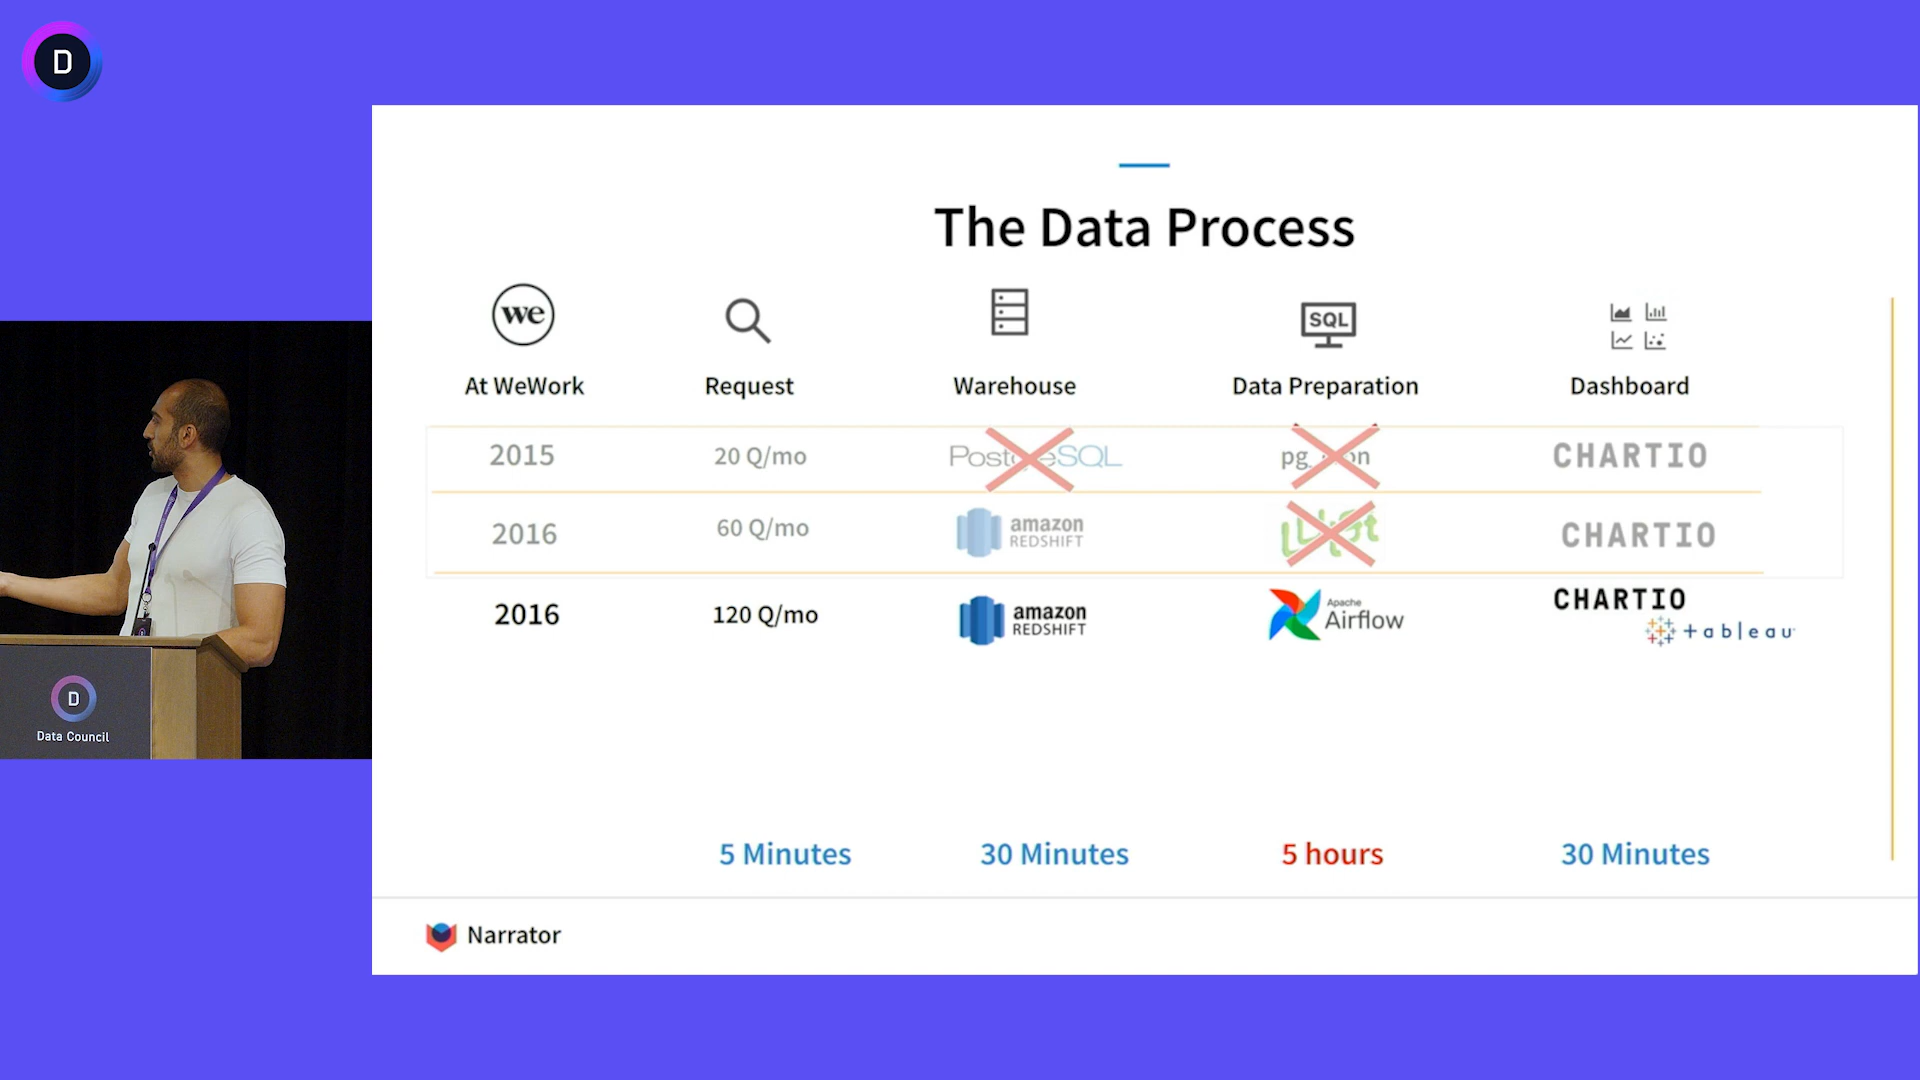 D
The Data Process
we
SQL
At WeWork Request Warehouse Data Preparation Dashboard
2015 20 Q/mo PostgreSQL CHARTIO
2016 60 Q/mo amazon REDSHIFT CHARTIO
2016 120 Q/mo amazon REDSHIFT Apache Airflow CHARTIO
+ableau
5 Minutes 30 Minutes 5 hours 30 Minutes
Narrator
D
Data Council